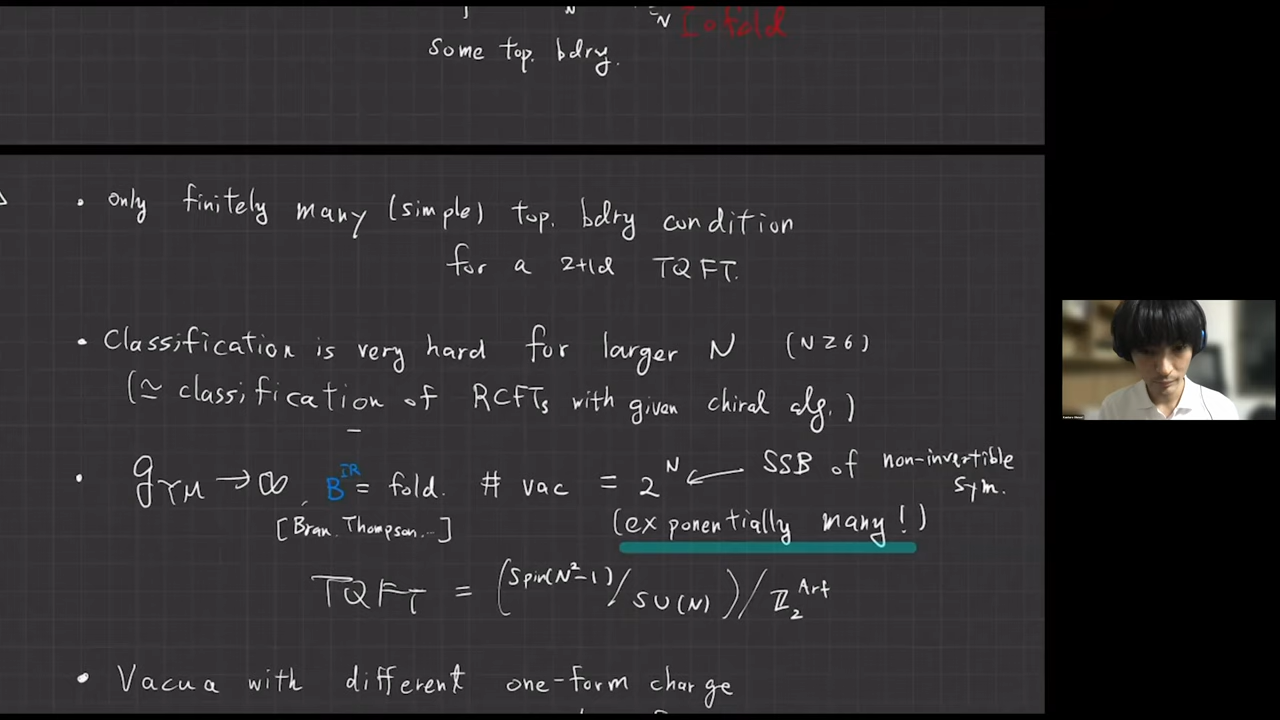 N [o fold
some top. bdry.
• only finitely many (simple) top. bdry condition
for a 2+1d TQFT.
• Classification is very hard for larger N (N≥6)
(≃ classification of RCFTs with given chiral alg.)
• g_YM → ∞, B^IR = fold. # vac = 2^N ← SSB of non-invertible
sym.
[Bran. Thompson...] (exponentially many!)
TQFT = (Spin(N²-1)/SU(N))/Z₂^Arf
• Vacua with different one-form charge